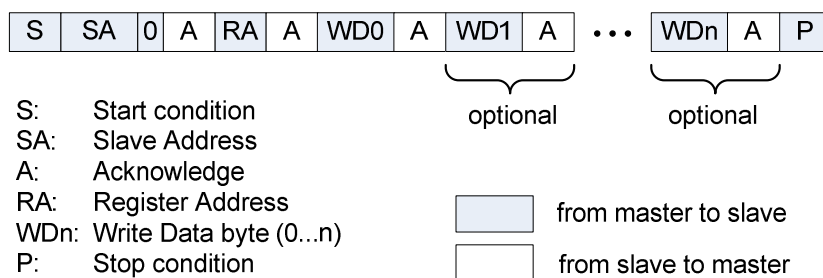 S SA 0 A RA A WD0 A WD1 A ••• WDn A P
optional optional
S: Start condition
SA: Slave Address
A: Acknowledge
RA: Register Address
WDn: Write Data byte (0...n)
P: Stop condition
from master to slave
from slave to master